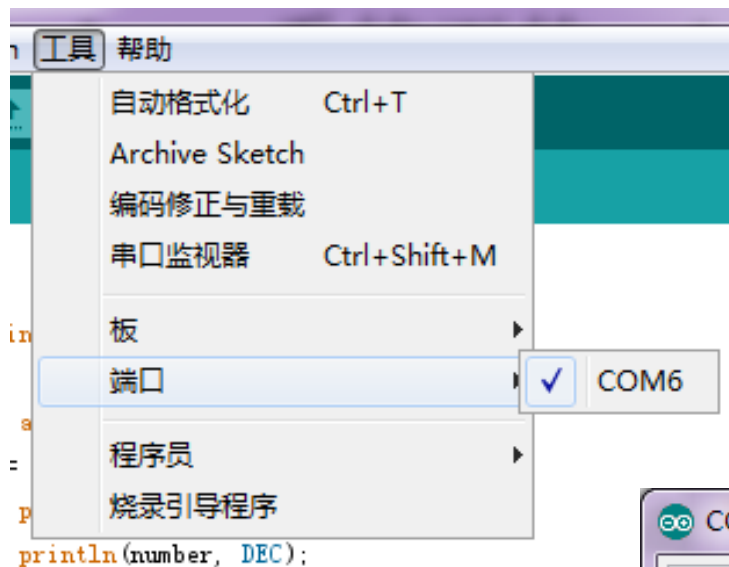 工具 帮助
自动格式化 Ctrl+T
Archive Sketch
编码修正与重载
串口监视器 Ctrl+Shift+M
板
端口
COM6
程序员
烧录引导程序
println(number, DEC);